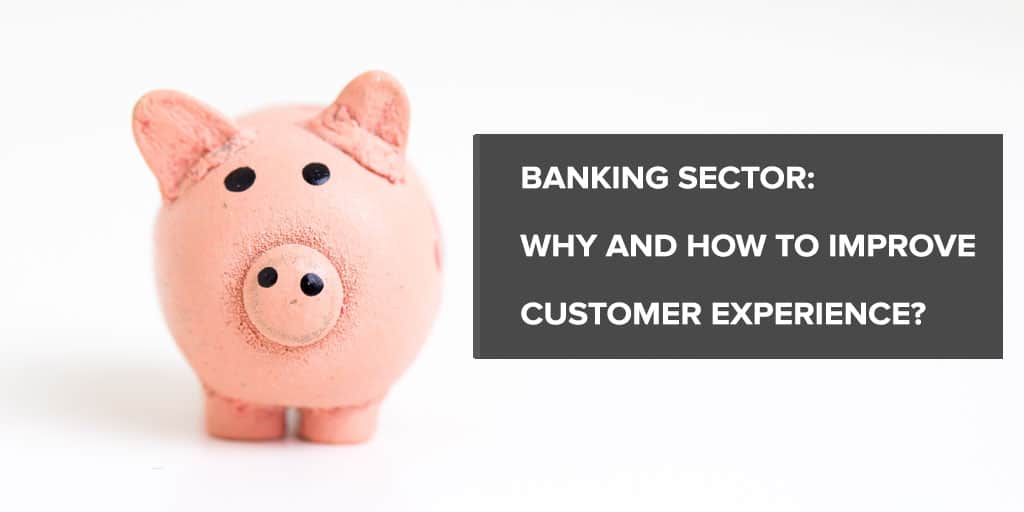 BANKING SECTOR:
WHY AND HOW TO IMPROVE
CUSTOMER EXPERIENCE?